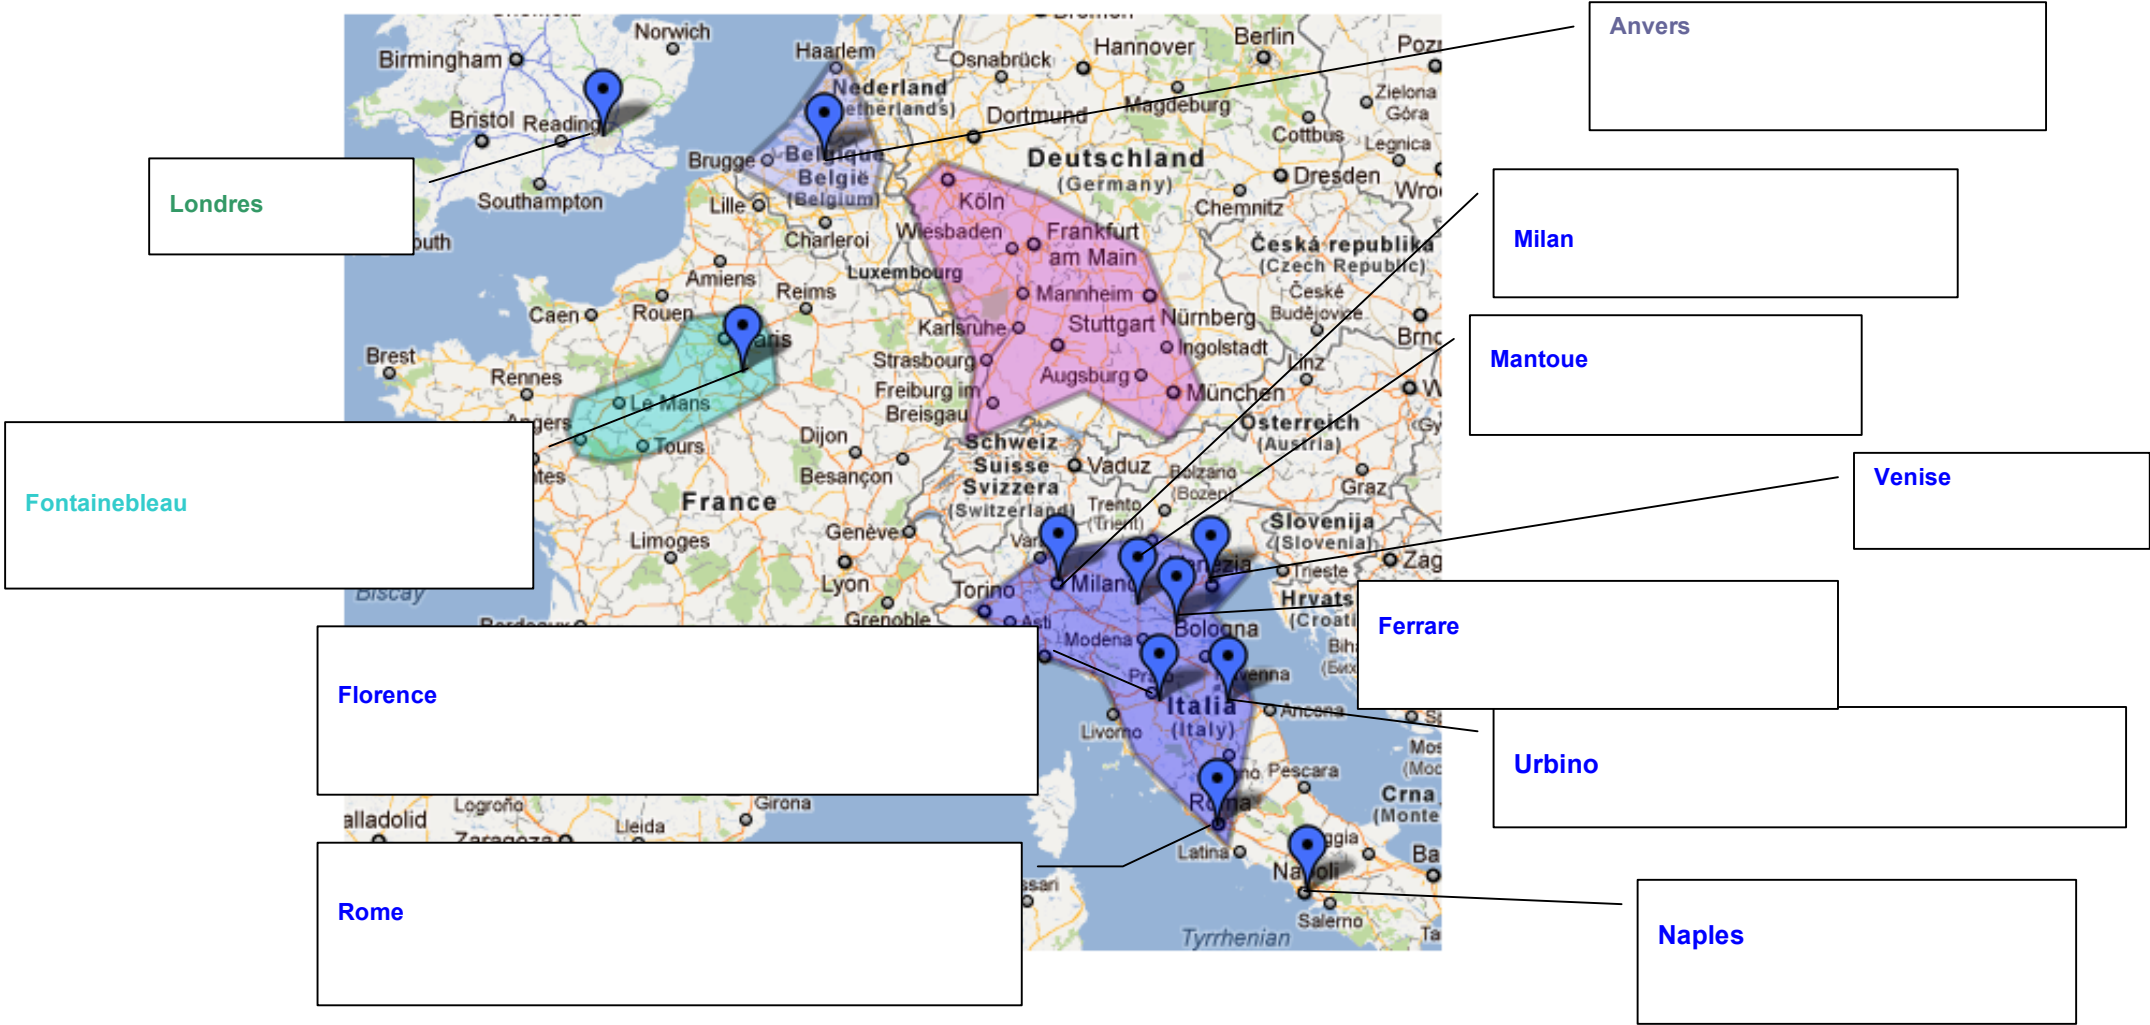 Anvers
Norwich
Birmingham
Haarlem
Osnabrück
Hannover
Berlin
Nederland
Magdeburg
Zielona
Góra
Bristol
Reading
Dortmund
Cottbus
Legnica
Brugge
Belgique
België
(Belgium)
Deutschland
(Germany)
Dresden
Londres
Southampton
Lille
Köln
Chemnitz
Milan
Charleroi
Wiesbaden
Frankfurt
am Main
Česká republika
(Czech Republic)
Luxembourg
Amiens
Reims
Mannheim
České
Budějovice
Caen
Rouen
Karlsruhe
Stuttgart
Nürnberg
Mantoue
Brest
Rennes
Strasbourg
Ingolstadt
Linz
Augsburg
Freiburg im
Breisgau
München
Le Mans
Angers
Tours
Dijon
Besançon
Schweiz
Suisse
Svizzera
(Switzerland)
Vaduz
Österreich
(Austria)
Bolzano
(Bozen)
Graz
Venise
Fontainebleau
France
Trento
(Trient)
Genève
Limoges
Slovenija
(Slovenia)
Lyon
Milano
Trieste
Biscay
Torino
Grenoble
Asti
Modena
Bologna
Ferrare
Florence
Italia
(Italy)
Ancona
Livorno
Urbino
Pescara
Logroño
Girona
Roma
Lleida
Zaragoza
Latina
Napoli
Rome
Salerno
Tyrrhenian
Naples